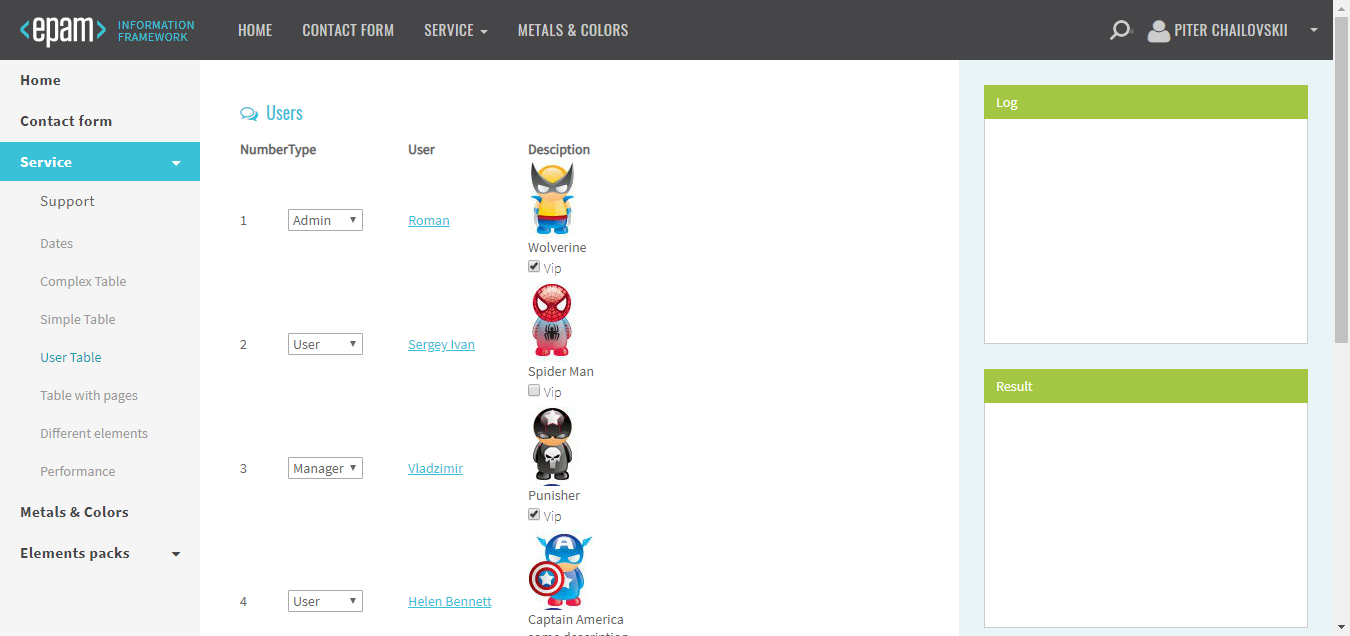 <epam> INFORMATION FRAMEWORK HOME CONTACT FORM SERVICE METALS & COLORS PITER CHAILOVSKII
Home
Contact form
Service
Support
Dates
Complex Table
Simple Table
User Table
Table with pages
Different elements
Performance
Metals & Colors
Elements packs
Users
Number Type User Desciption
1 Admin Roman
Wolverine
Vip
2 User Sergey Ivan
Spider Man
Vip
3 Manager Vladzimir
Punisher
Vip
4 User Helen Bennett
Captain America
some description
Log
Result